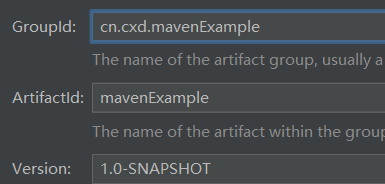 GroupId: cn.cxd.mavenExample
The name of the artifact group, usually a
ArtifactId: mavenExample
The name of the artifact within the group
Version: 1.0-SNAPSHOT